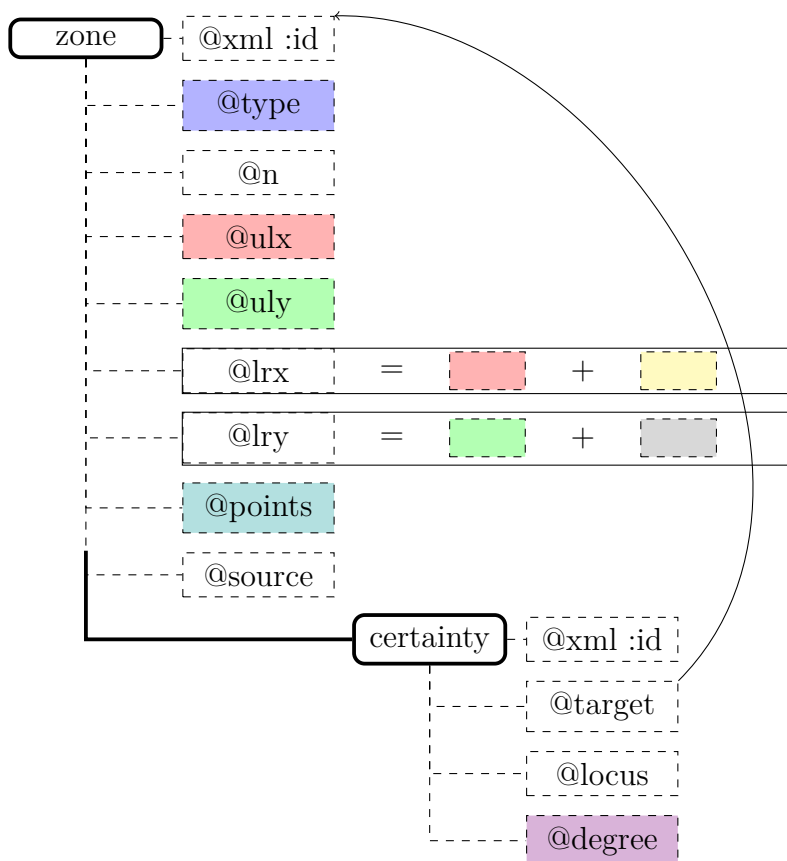 zone @xml :id
@type
@n
@ulx
@uly
@lrx = +
@lry = +
@points
@source
certainty @xml :id
@target
@locus
@degree